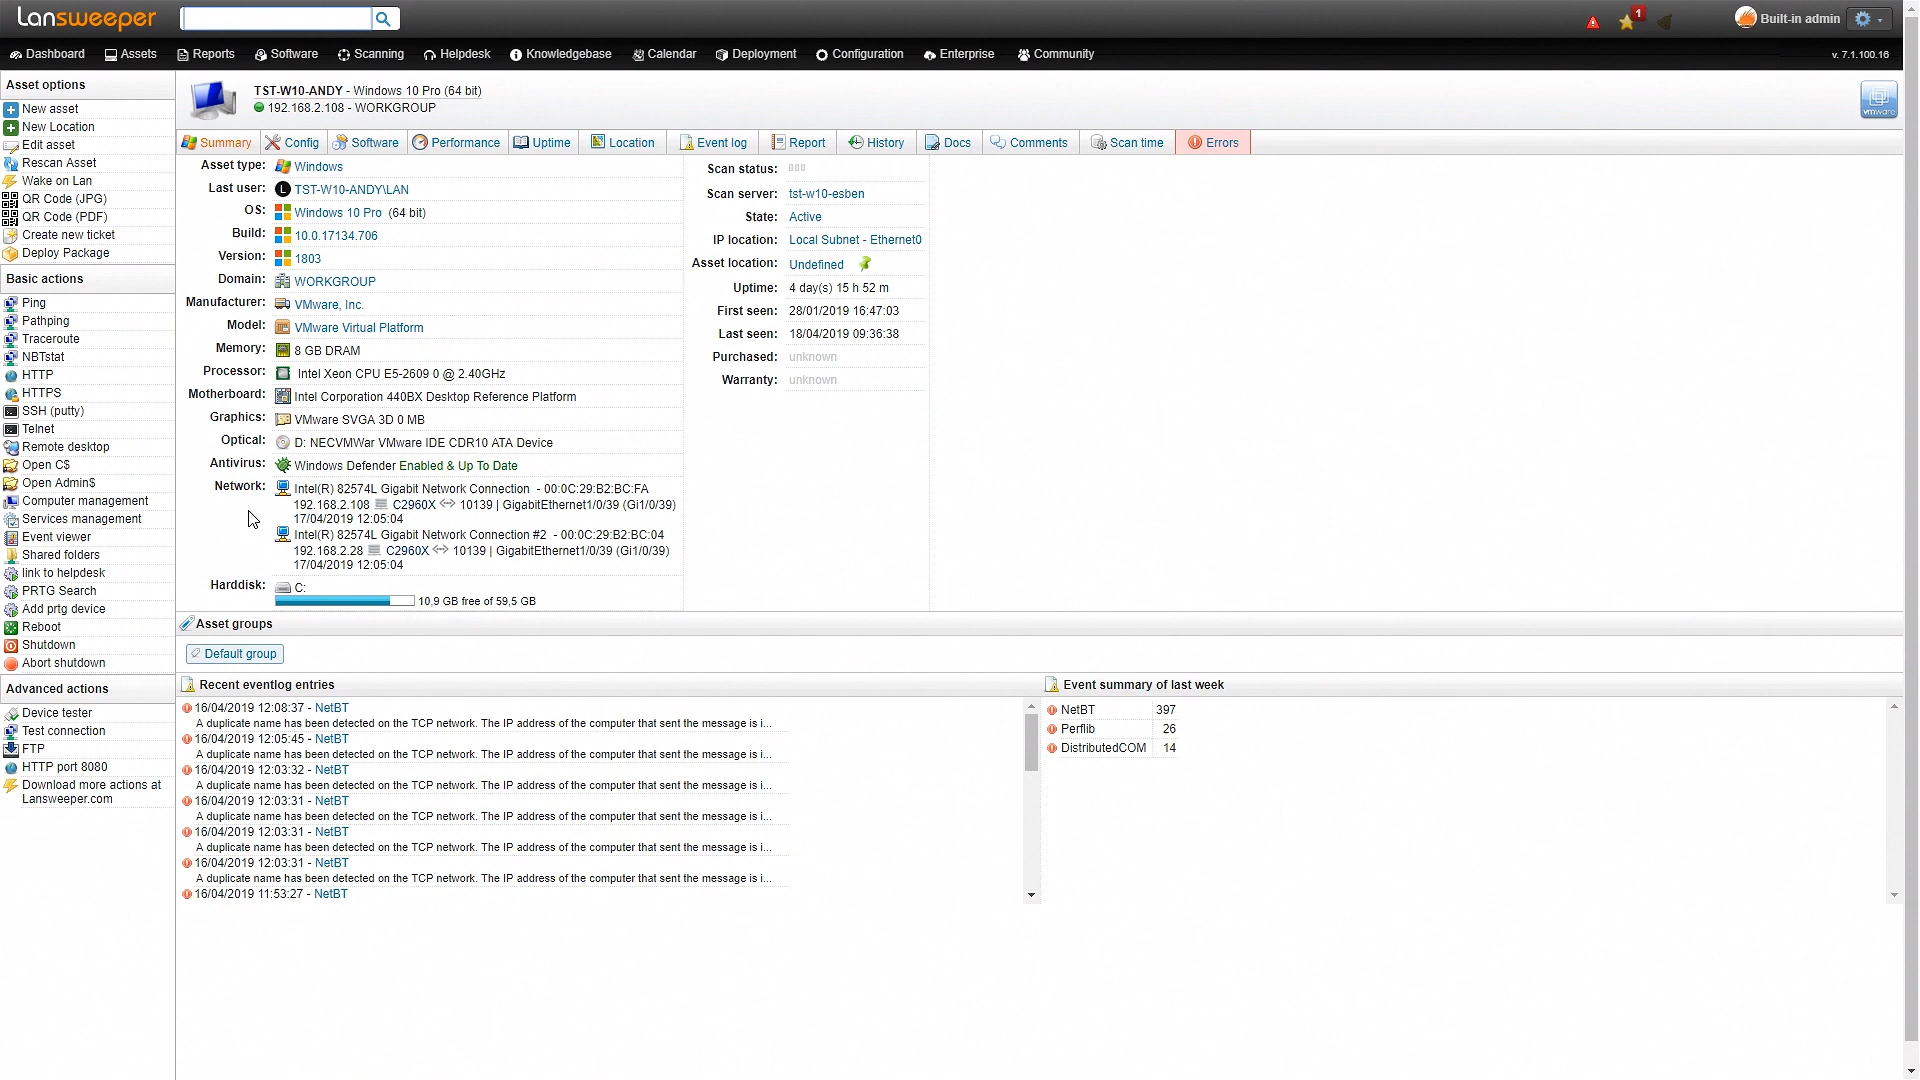 Lansweeper
1
Built-in admin
Dashboard Assets Reports Software Scanning Helpdesk Knowledgebase Calendar Deployment Configuration Enterprise Community v. 7.1.100.16
Asset options
New asset
New Location
Edit asset
Rescan Asset
Wake on Lan
QR Code (JPG)
QR Code (PDF)
Create new ticket
Deploy Package
Basic actions
Ping
Pathping
Traceroute
NBTstat
HTTP
HTTPS
SSH (putty)
Telnet
Remote desktop
Open C$
Open Admin$
Computer management
Services management
Event viewer
Shared folders
link to helpdesk
PRTG Search
Add prtg device
Reboot
Shutdown
Abort shutdown
Advanced actions
Device tester
Test connection
FTP
HTTP port 8080
Download more actions at
Lansweeper.com
TST-W10-ANDY - Windows 10 Pro (64 bit)
192.168.2.108 - WORKGROUP
vmware
Summary Config Software Performance Uptime Location Event log Report History Docs Comments Scan time Errors
Asset type: Windows
Last user: L TST-W10-ANDY\LAN
OS: Windows 10 Pro (64 bit)
Build: 10.0.17134.706
Version: 1803
Domain: WORKGROUP
Manufacturer: VMware, Inc.
Model: VMware Virtual Platform
Memory: 8 GB DRAM
Processor: Intel Xeon CPU E5-2609 0 @ 2.40GHz
Motherboard: Intel Corporation 440BX Desktop Reference Platform
Graphics: VMware SVGA 3D 0 MB
Optical: D: NECVMWar VMware IDE CDR10 ATA Device
Antivirus: Windows Defender Enabled & Up To Date
Network: Intel(R) 82574L Gigabit Network Connection - 00:0C:29:B2:BC:FA
192.168.2.108 C2960X 10139 | GigabitEthernet1/0/39 (Gi1/0/39)
17/04/2019 12:05:04
Intel(R) 82574L Gigabit Network Connection #2 - 00:0C:29:B2:BC:04
192.168.2.28 C2960X 10139 | GigabitEthernet1/0/39 (Gi1/0/39)
17/04/2019 12:05:04
Harddisk: C:
10,9 GB free of 59,5 GB
Scan status:
Scan server: tst-w10-esben
State: Active
IP location: Local Subnet - Ethernet0
Asset location: Undefined
Uptime: 4 day(s) 15 h 52 m
First seen: 28/01/2019 16:47:03
Last seen: 18/04/2019 09:36:38
Purchased: unknown
Warranty: unknown
Asset groups
Default group
Recent eventlog entries
16/04/2019 12:08:37 - NetBT
A duplicate name has been detected on the TCP network. The IP address of the computer that sent the message is i...
16/04/2019 12:05:45 - NetBT
A duplicate name has been detected on the TCP network. The IP address of the computer that sent the message is i...
16/04/2019 12:03:32 - NetBT
A duplicate name has been detected on the TCP network. The IP address of the computer that sent the message is i...
16/04/2019 12:03:31 - NetBT
A duplicate name has been detected on the TCP network. The IP address of the computer that sent the message is i...
16/04/2019 12:03:31 - NetBT
A duplicate name has been detected on the TCP network. The IP address of the computer that sent the message is i...
16/04/2019 12:03:31 - NetBT
A duplicate name has been detected on the TCP network. The IP address of the computer that sent the message is i...
16/04/2019 11:53:27 - NetBT
Event summary of last week
NetBT 397
Perflib 26
DistributedCOM 14